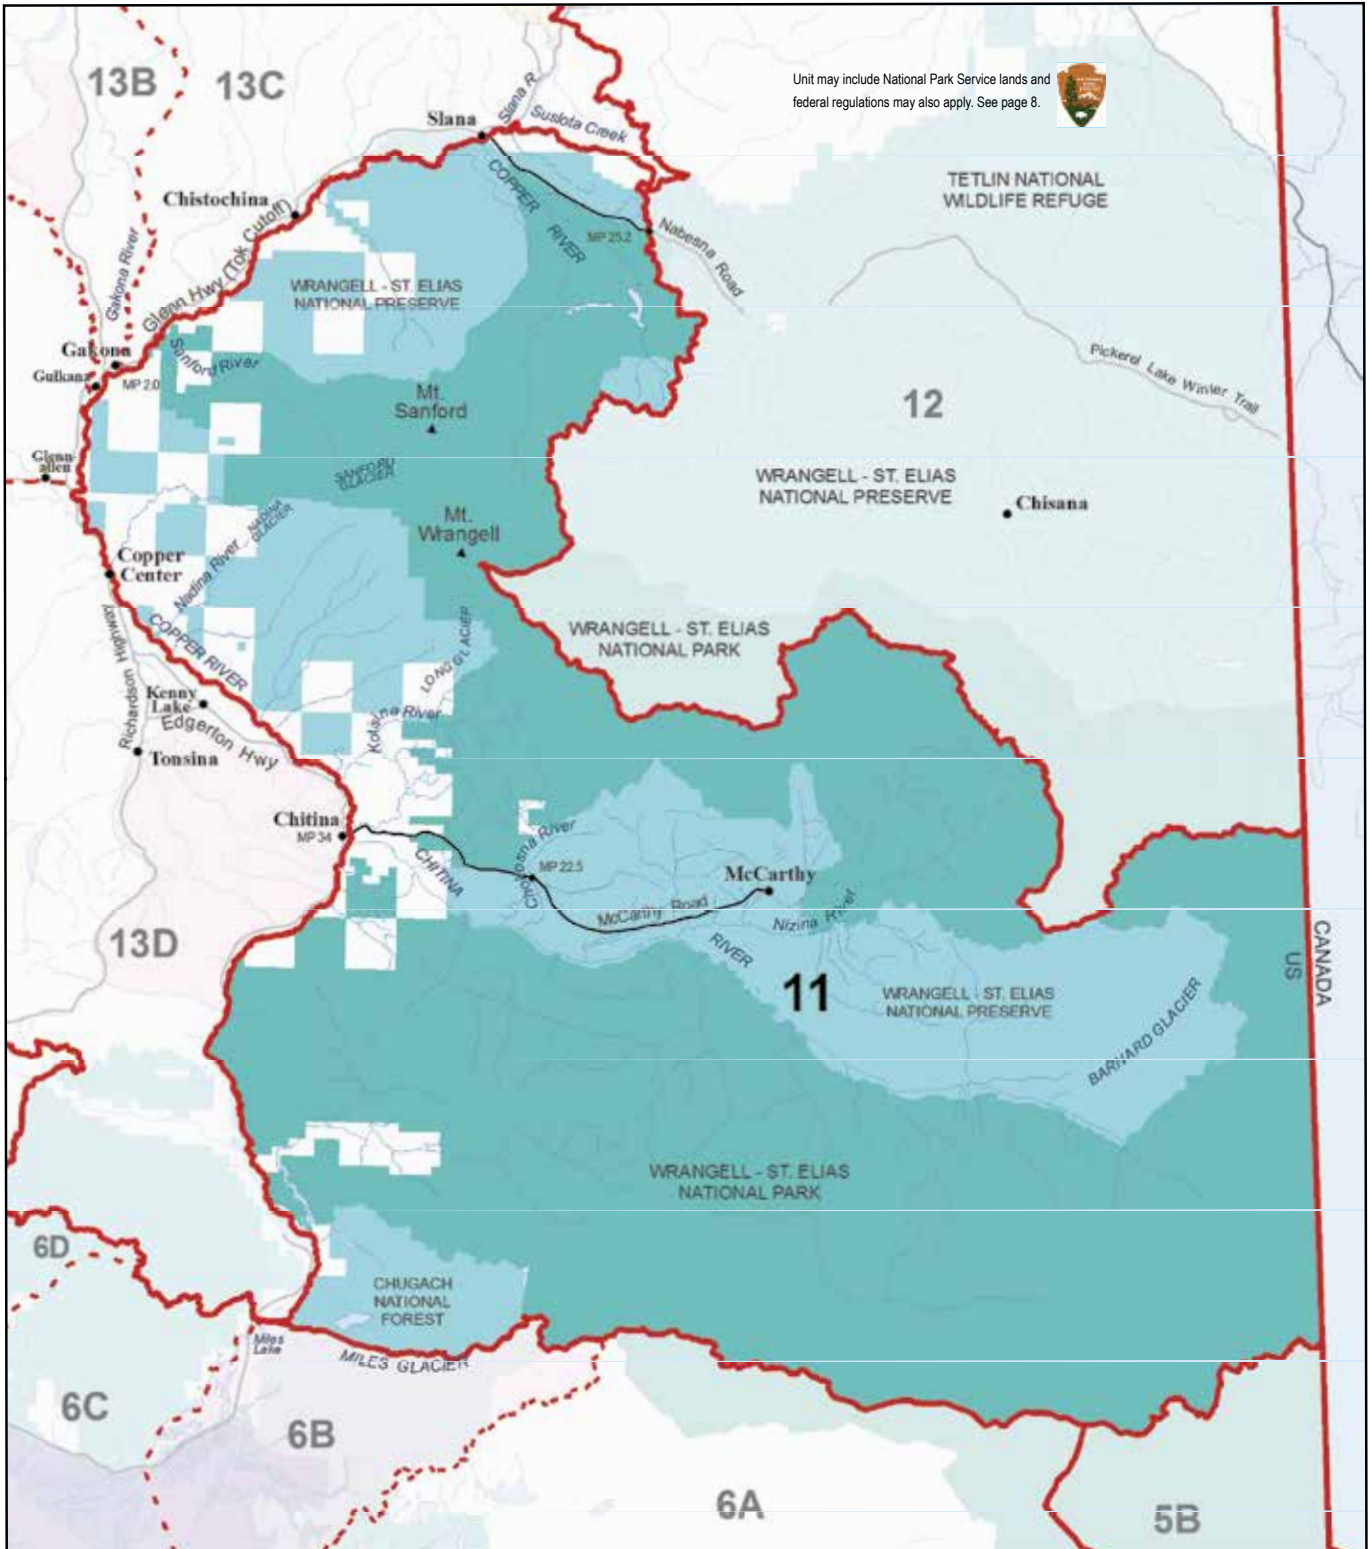 Unit may include National Park Service lands and
federal regulations may also apply. See page 8.
13B
13C
Slana
Slana R
Suslota Creek
TETLIN NATIONAL
WILDLIFE REFUGE
Chistochina
COPPER
RIVER
MP 25.2
Nabesna Road
Gakona River
Glenn Hwy (Tok Cutoff)
WRANGELL - ST. ELIAS
NATIONAL PRESERVE
Gakona
Sanford River
Gulkana
MP 2.0
Pickerel Lake Winter Trail
Mt.
Sanford
12
Glenn-
allen
SANFORD
GLACIER
WRANGELL - ST. ELIAS
NATIONAL PRESERVE
Chisana
NADINA
GLACIER
Mt.
Wrangell
Copper
Center
Nadina River
COPPER RIVER
Richardson Highway
LONG GLACIER
WRANGELL - ST. ELIAS
NATIONAL PARK
Kenny
Lake
Edgerton Hwy
Kotsina River
Tonsina
Chitina
MP 34
CHITINA
MP 22.5
McCarthy
McCarthy Road
Nizina River
RIVER
13D
11
WRANGELL - ST. ELIAS
NATIONAL PRESERVE
BARNARD GLACIER
CANADA
US
WRANGELL - ST. ELIAS
NATIONAL PARK
6D
CHUGACH
NATIONAL
FOREST
Miles
Lake
MILES GLACIER
6C
6B
6A
5B